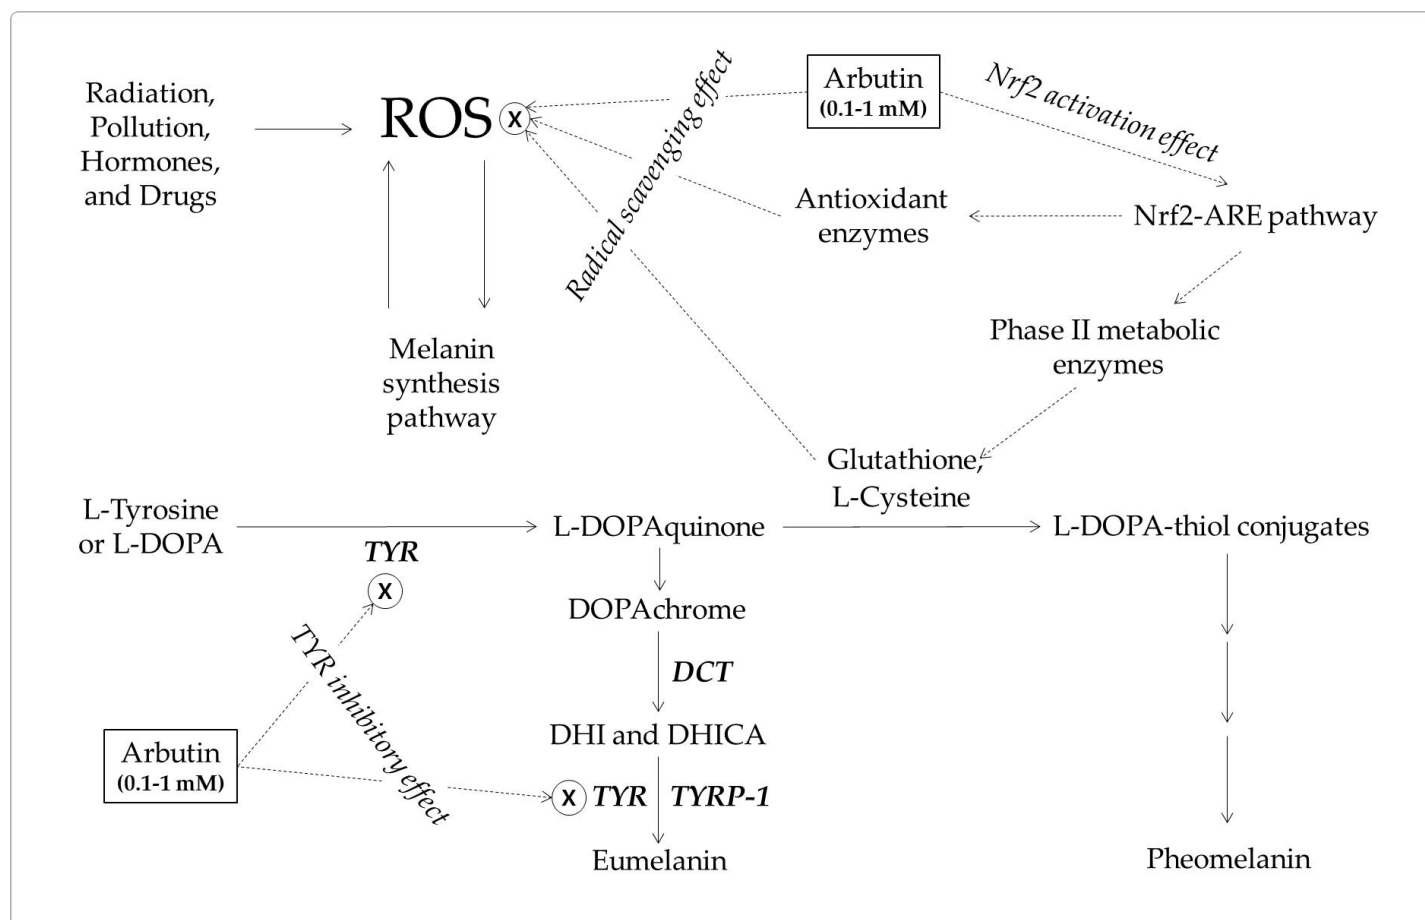 Radiation,
Pollution,
Hormones,
and Drugs
ROS
X
Radical scavenging effect
Arbutin
(0.1-1 mM)
Nrf2 activation effect
Antioxidant
enzymes
Nrf2-ARE pathway
Melanin
synthesis
pathway
Phase II metabolic
enzymes
Glutathione,
L-Cysteine
L-Tyrosine
or L-DOPA
TYR
X
L-DOPAquinone
L-DOPA-thiol conjugates
DOPAchrome
DCT
TYR inhibitory effect
DHI and DHICA
Arbutin
(0.1-1 mM)
X
TYR
TYRP-1
Eumelanin
Pheomelanin